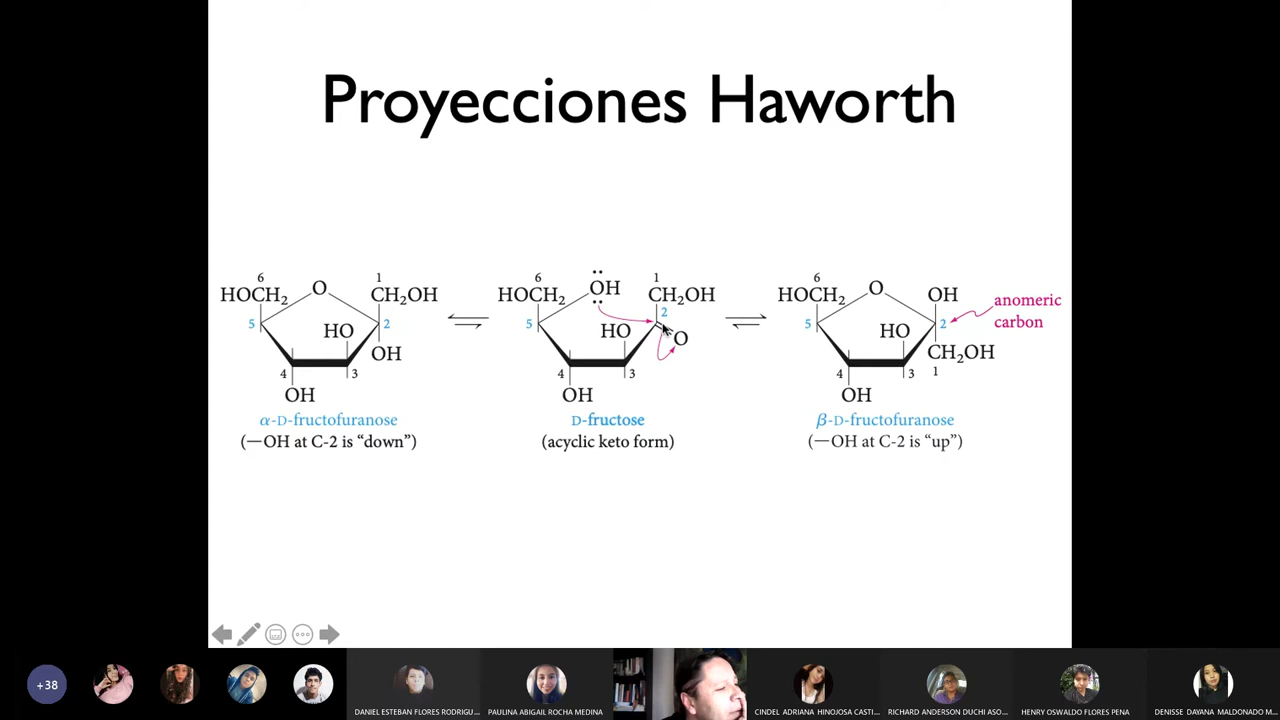 Proyecciones Haworth
6
HOCH2
O
1
CH2OH
5
HO
2
OH
4
3
OH
α-D-fructofuranose
(—OH at C-2 is “down”)
6
HOCH2
OH
1
CH2OH
2
5
HO
O
4
3
OH
D-fructose
(acyclic keto form)
6
HOCH2
O
OH
anomeric
carbon
5
HO
2
CH2OH
4
3
1
OH
β-D-fructofuranose
(—OH at C-2 is “up”)
+38
DANIEL ESTEBAN FLORES RODRIGU...
PAULINA ABIGAIL ROCHA MEDINA
CINDEL ADRIANA HINOJOSA CASTI...
RICHARD ANDERSON DUCHI ASO...
HENRY OSWALDO FLORES PENA
DENISSE DAYANA MALDONADO M...